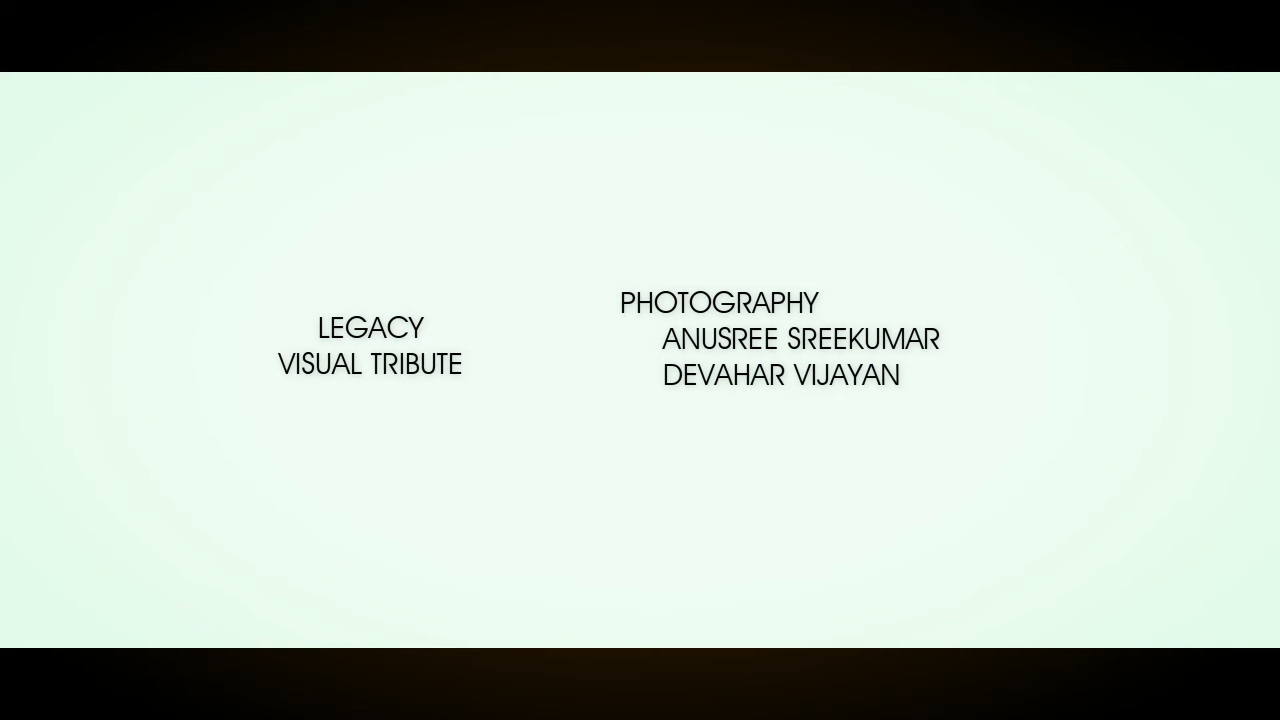 LEGACY
VISUAL TRIBUTE
PHOTOGRAPHY
ANUSREE SREEKUMAR
DEVAHAR VIJAYAN